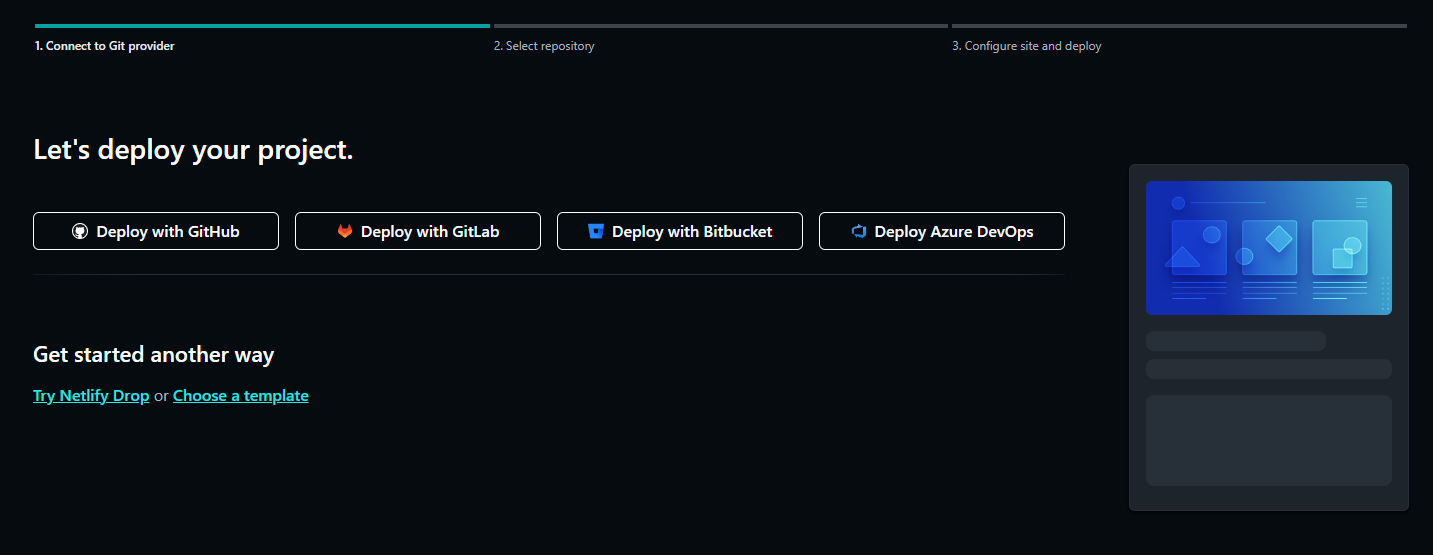 1. Connect to Git provider
2. Select repository
3. Configure site and deploy
Let's deploy your project.
Deploy with GitHub
Deploy with GitLab
Deploy with Bitbucket
Deploy Azure DevOps
Get started another way
Try Netlify Drop or Choose a template